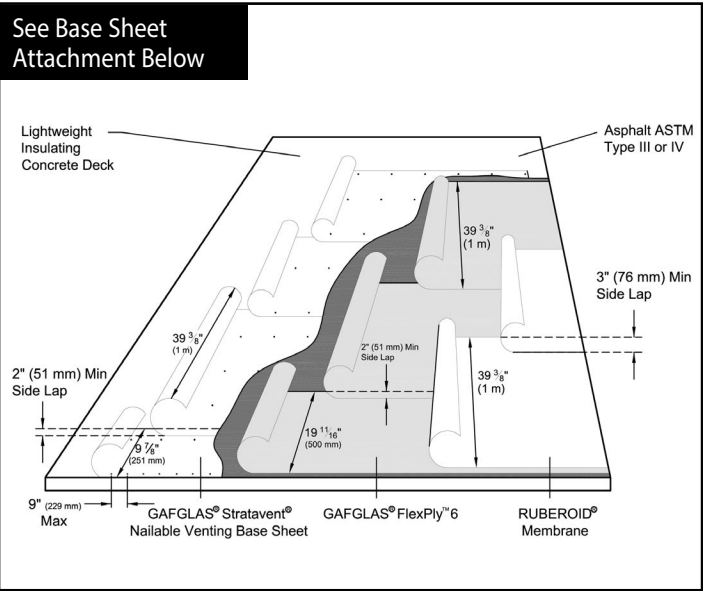 See Base Sheet
Attachment Below
Lightweight
Insulating
Concrete Deck
Asphalt ASTM
Type III or IV
39 3/8"
(1 m)
3" (76 mm) Min
Side Lap
39 3/8"
(1 m)
2" (51 mm) Min
Side Lap
2" (51 mm) Min
Side Lap
39 3/8"
(1 m)
9 7/8"
(251 mm)
19 11/16"
(500 mm)
9" (229 mm)
Max
GAFGLAS® Stratavent®
Nailable Venting Base Sheet
GAFGLAS® FlexPly™ 6
RUBEROID®
Membrane